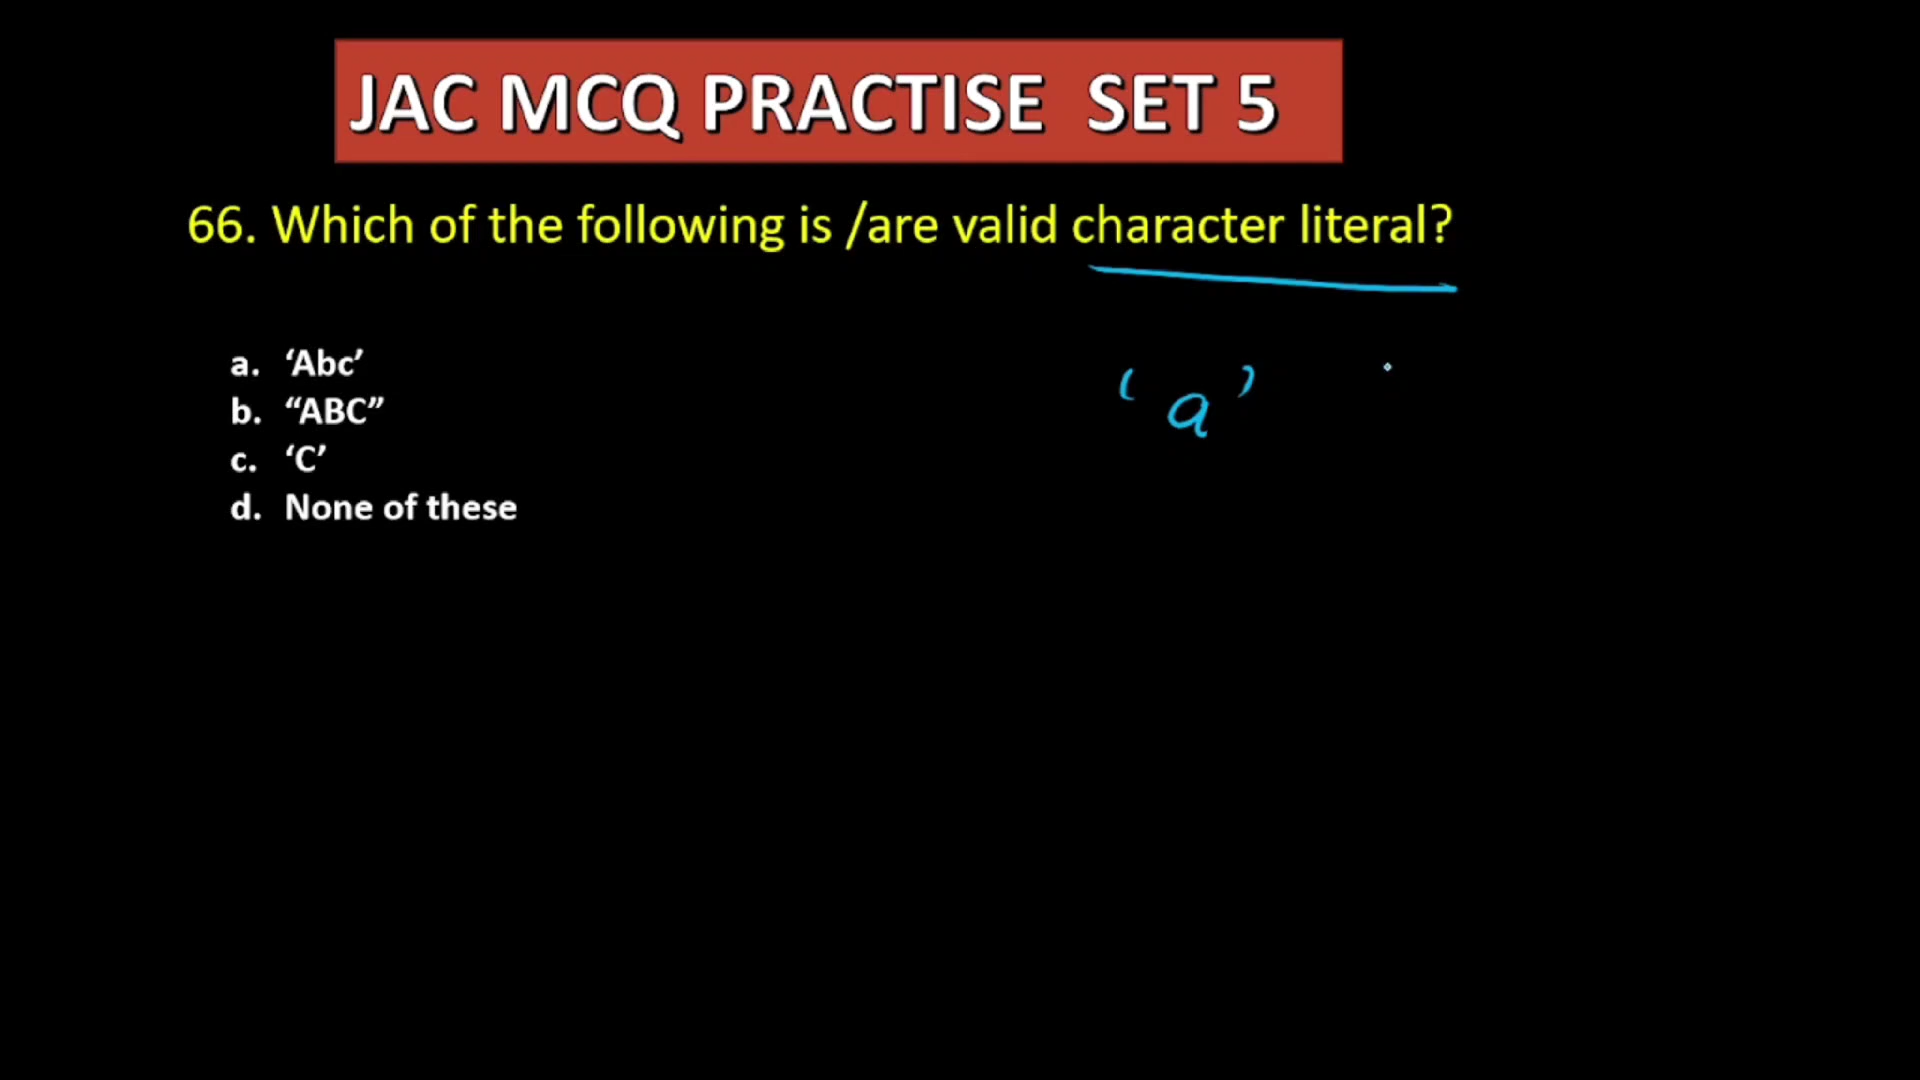 JAC MCQ PRACTISE SET 5
66. Which of the following is /are valid character literal?
a. ‘Abc’
b. “ABC”
c. ‘C’
d. None of these
‘a’